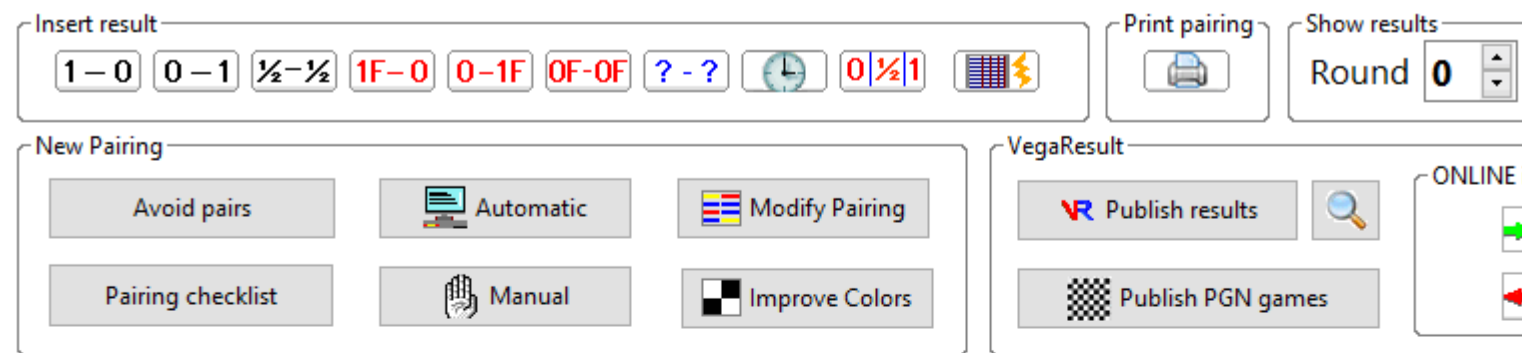 Insert result
1 – 0 0 – 1 ½–½ 1F– 0 0–1F 0F-0F ? - ? 0 ½ 1
Print pairing
Show results
Round 0
New Pairing
Avoid pairs Automatic Modify Pairing
Pairing checklist Manual Improve Colors
VegaResult
VR Publish results
Publish PGN games
ONLINE